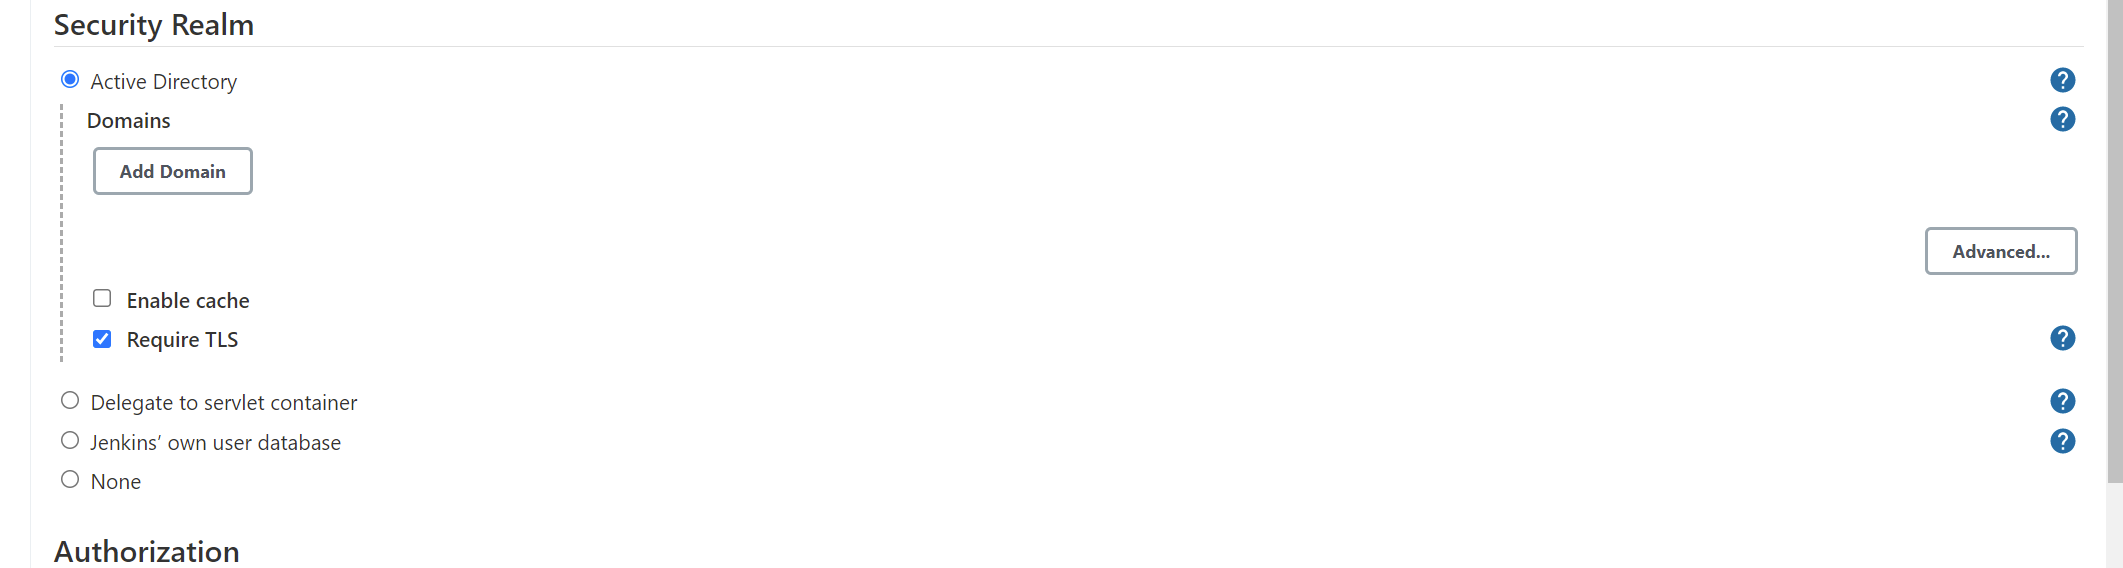 Security Realm
Active Directory
?
Domains
?
Add Domain
Advanced...
Enable cache
Require TLS
?
Delegate to servlet container
?
Jenkins’ own user database
?
None
Authorization